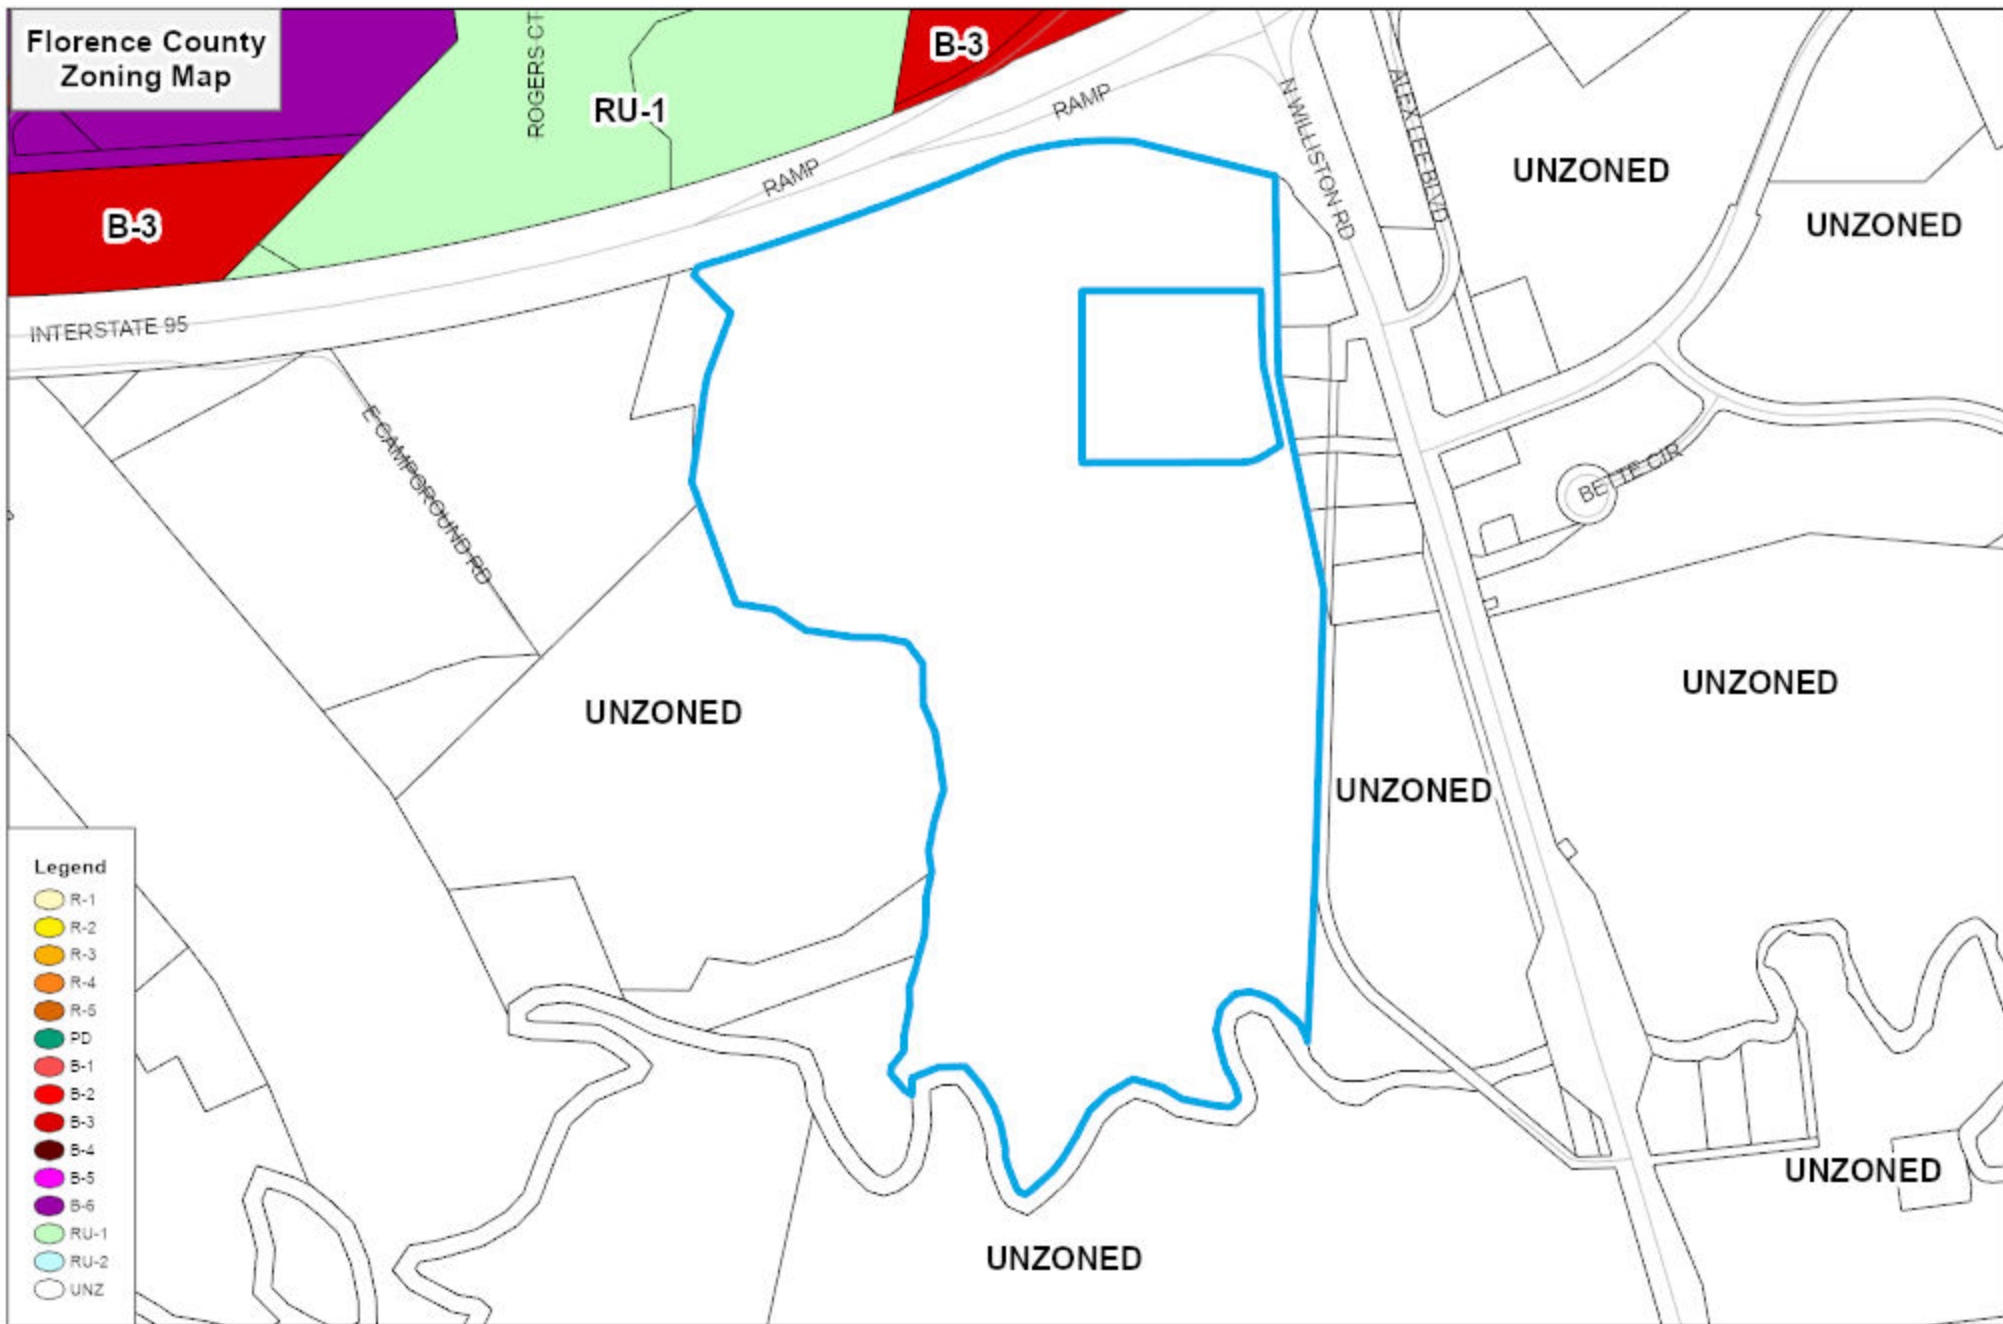 Florence County
Zoning Map
ROGERS CT
B-3
RU-1
RAMP
RAMP
N WILLISTON RD
ALEX LEE BLVD
UNZONED
UNZONED
B-3
INTERSTATE 95
E CAMPGROUND RD
BETTE CIR
UNZONED
UNZONED
UNZONED
UNZONED
UNZONED
Legend
R-1
R-2
R-3
R-4
R-5
PD
B-1
B-2
B-3
B-4
B-5
B-6
RU-1
RU-2
UNZ